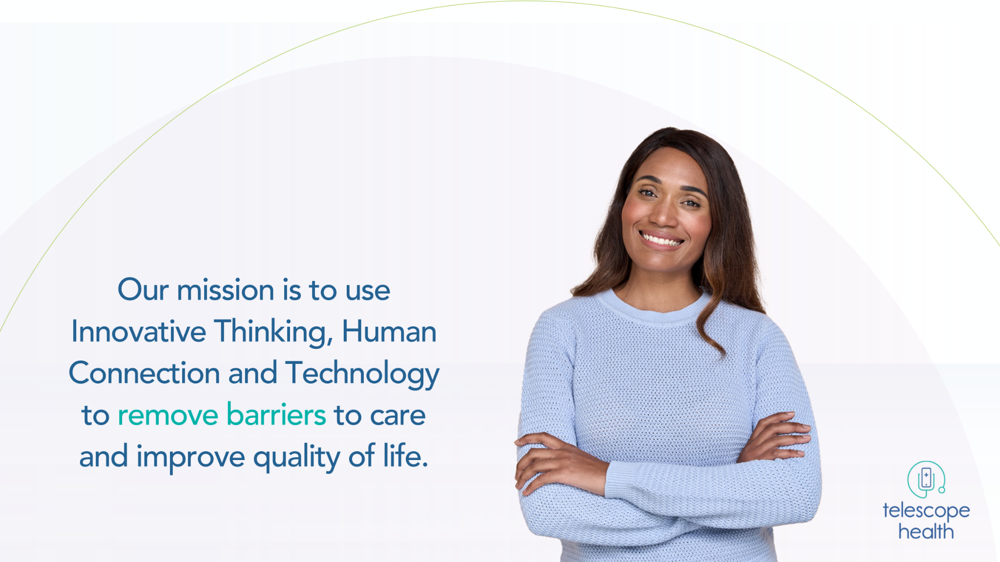 Our mission is to use
Innovative Thinking, Human
Connection and Technology
to remove barriers to care
and improve quality of life.
telescope
health